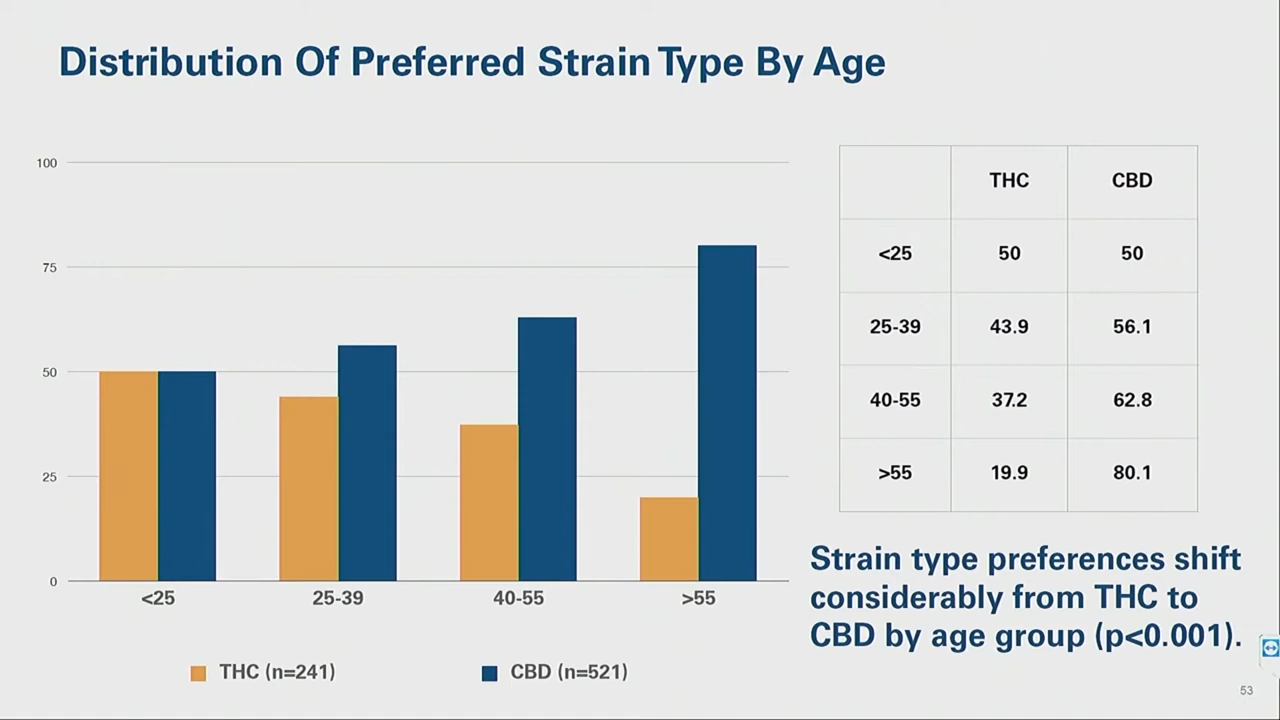 Distribution Of Preferred Strain Type By Age
100
75
50
25
0
<25
25-39
40-55
>55
THC (n=241)
CBD (n=521)
THC CBD
<25 50 50
25-39 43.9 56.1
40-55 37.2 62.8
>55 19.9 80.1
Strain type preferences shift
considerably from THC to
CBD by age group (p<0.001).
53